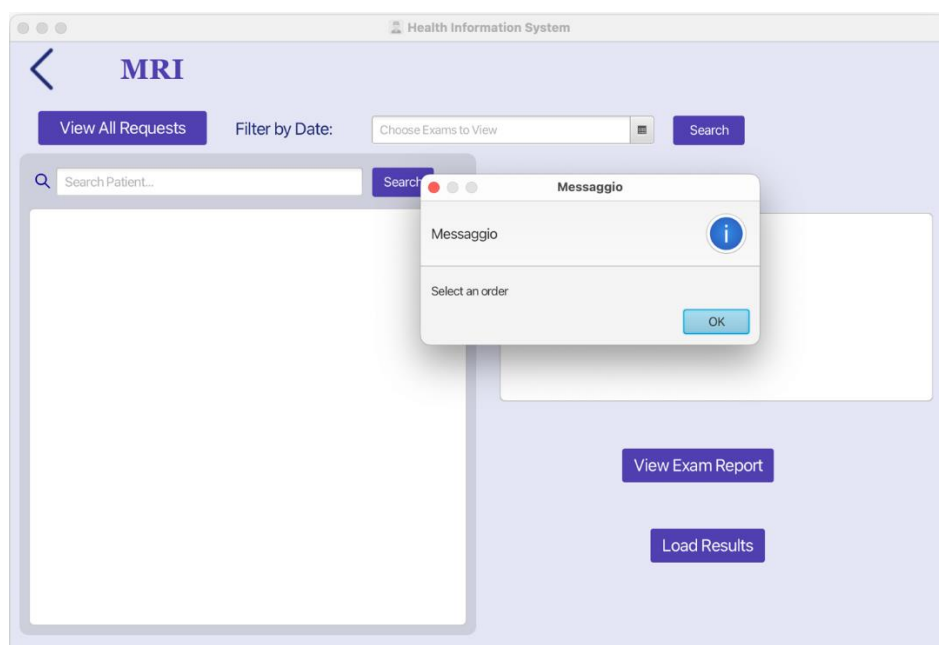 Health Information System
MRI
View All Requests
Filter by Date:
Choose Exams to View
Search
Search Patient...
Search
Messaggio
Messaggio
Select an order
OK
View Exam Report
Load Results